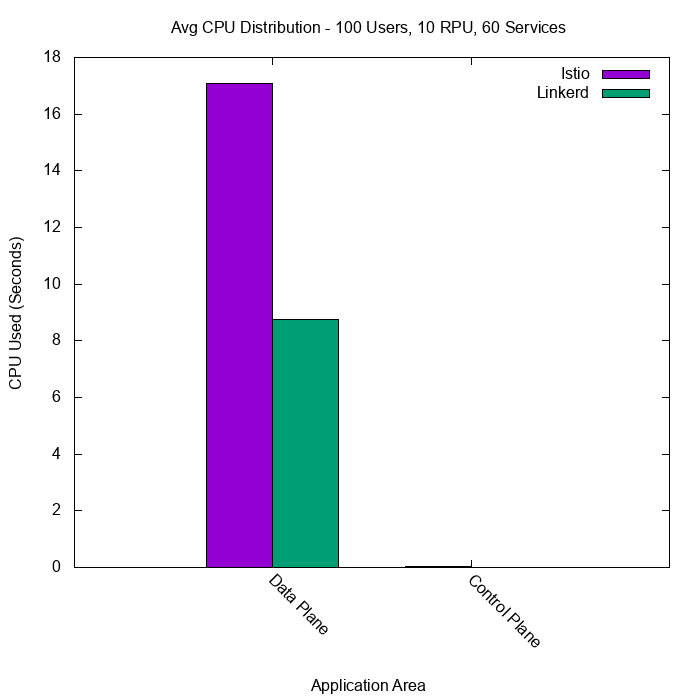 Avg CPU Distribution - 100 Users, 10 RPU, 60 Services
Istio
Linkerd
18
16
14
12
10
8
6
4
2
0
CPU Used (Seconds)
Data Plane
Control Plane
Application Area